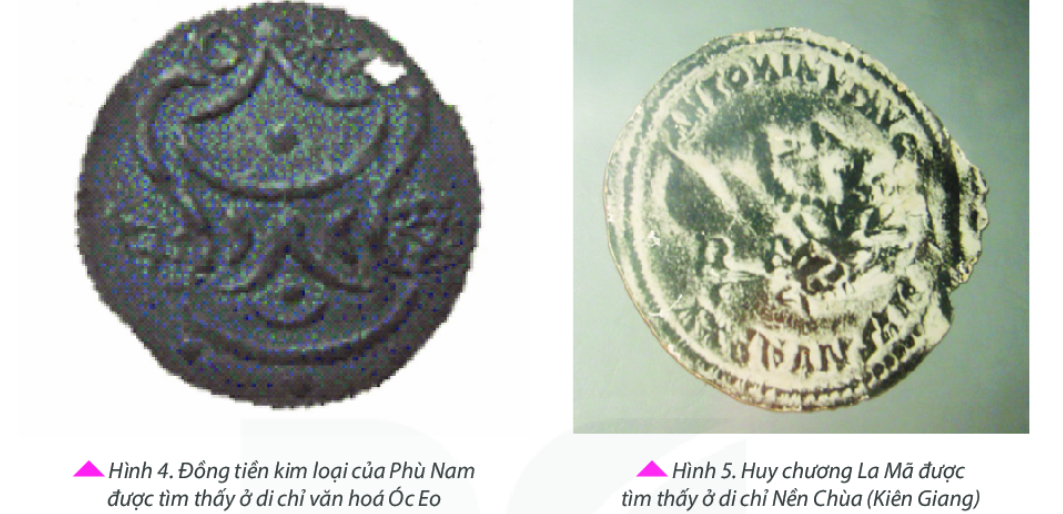 Hình 4. Đồng tiền kim loại của Phù Nam
được tìm thấy ở di chỉ văn hoá Óc Eo
Hình 5. Huy chương La Mã được
tìm thấy ở di chỉ Nền Chùa (Kiên Giang)